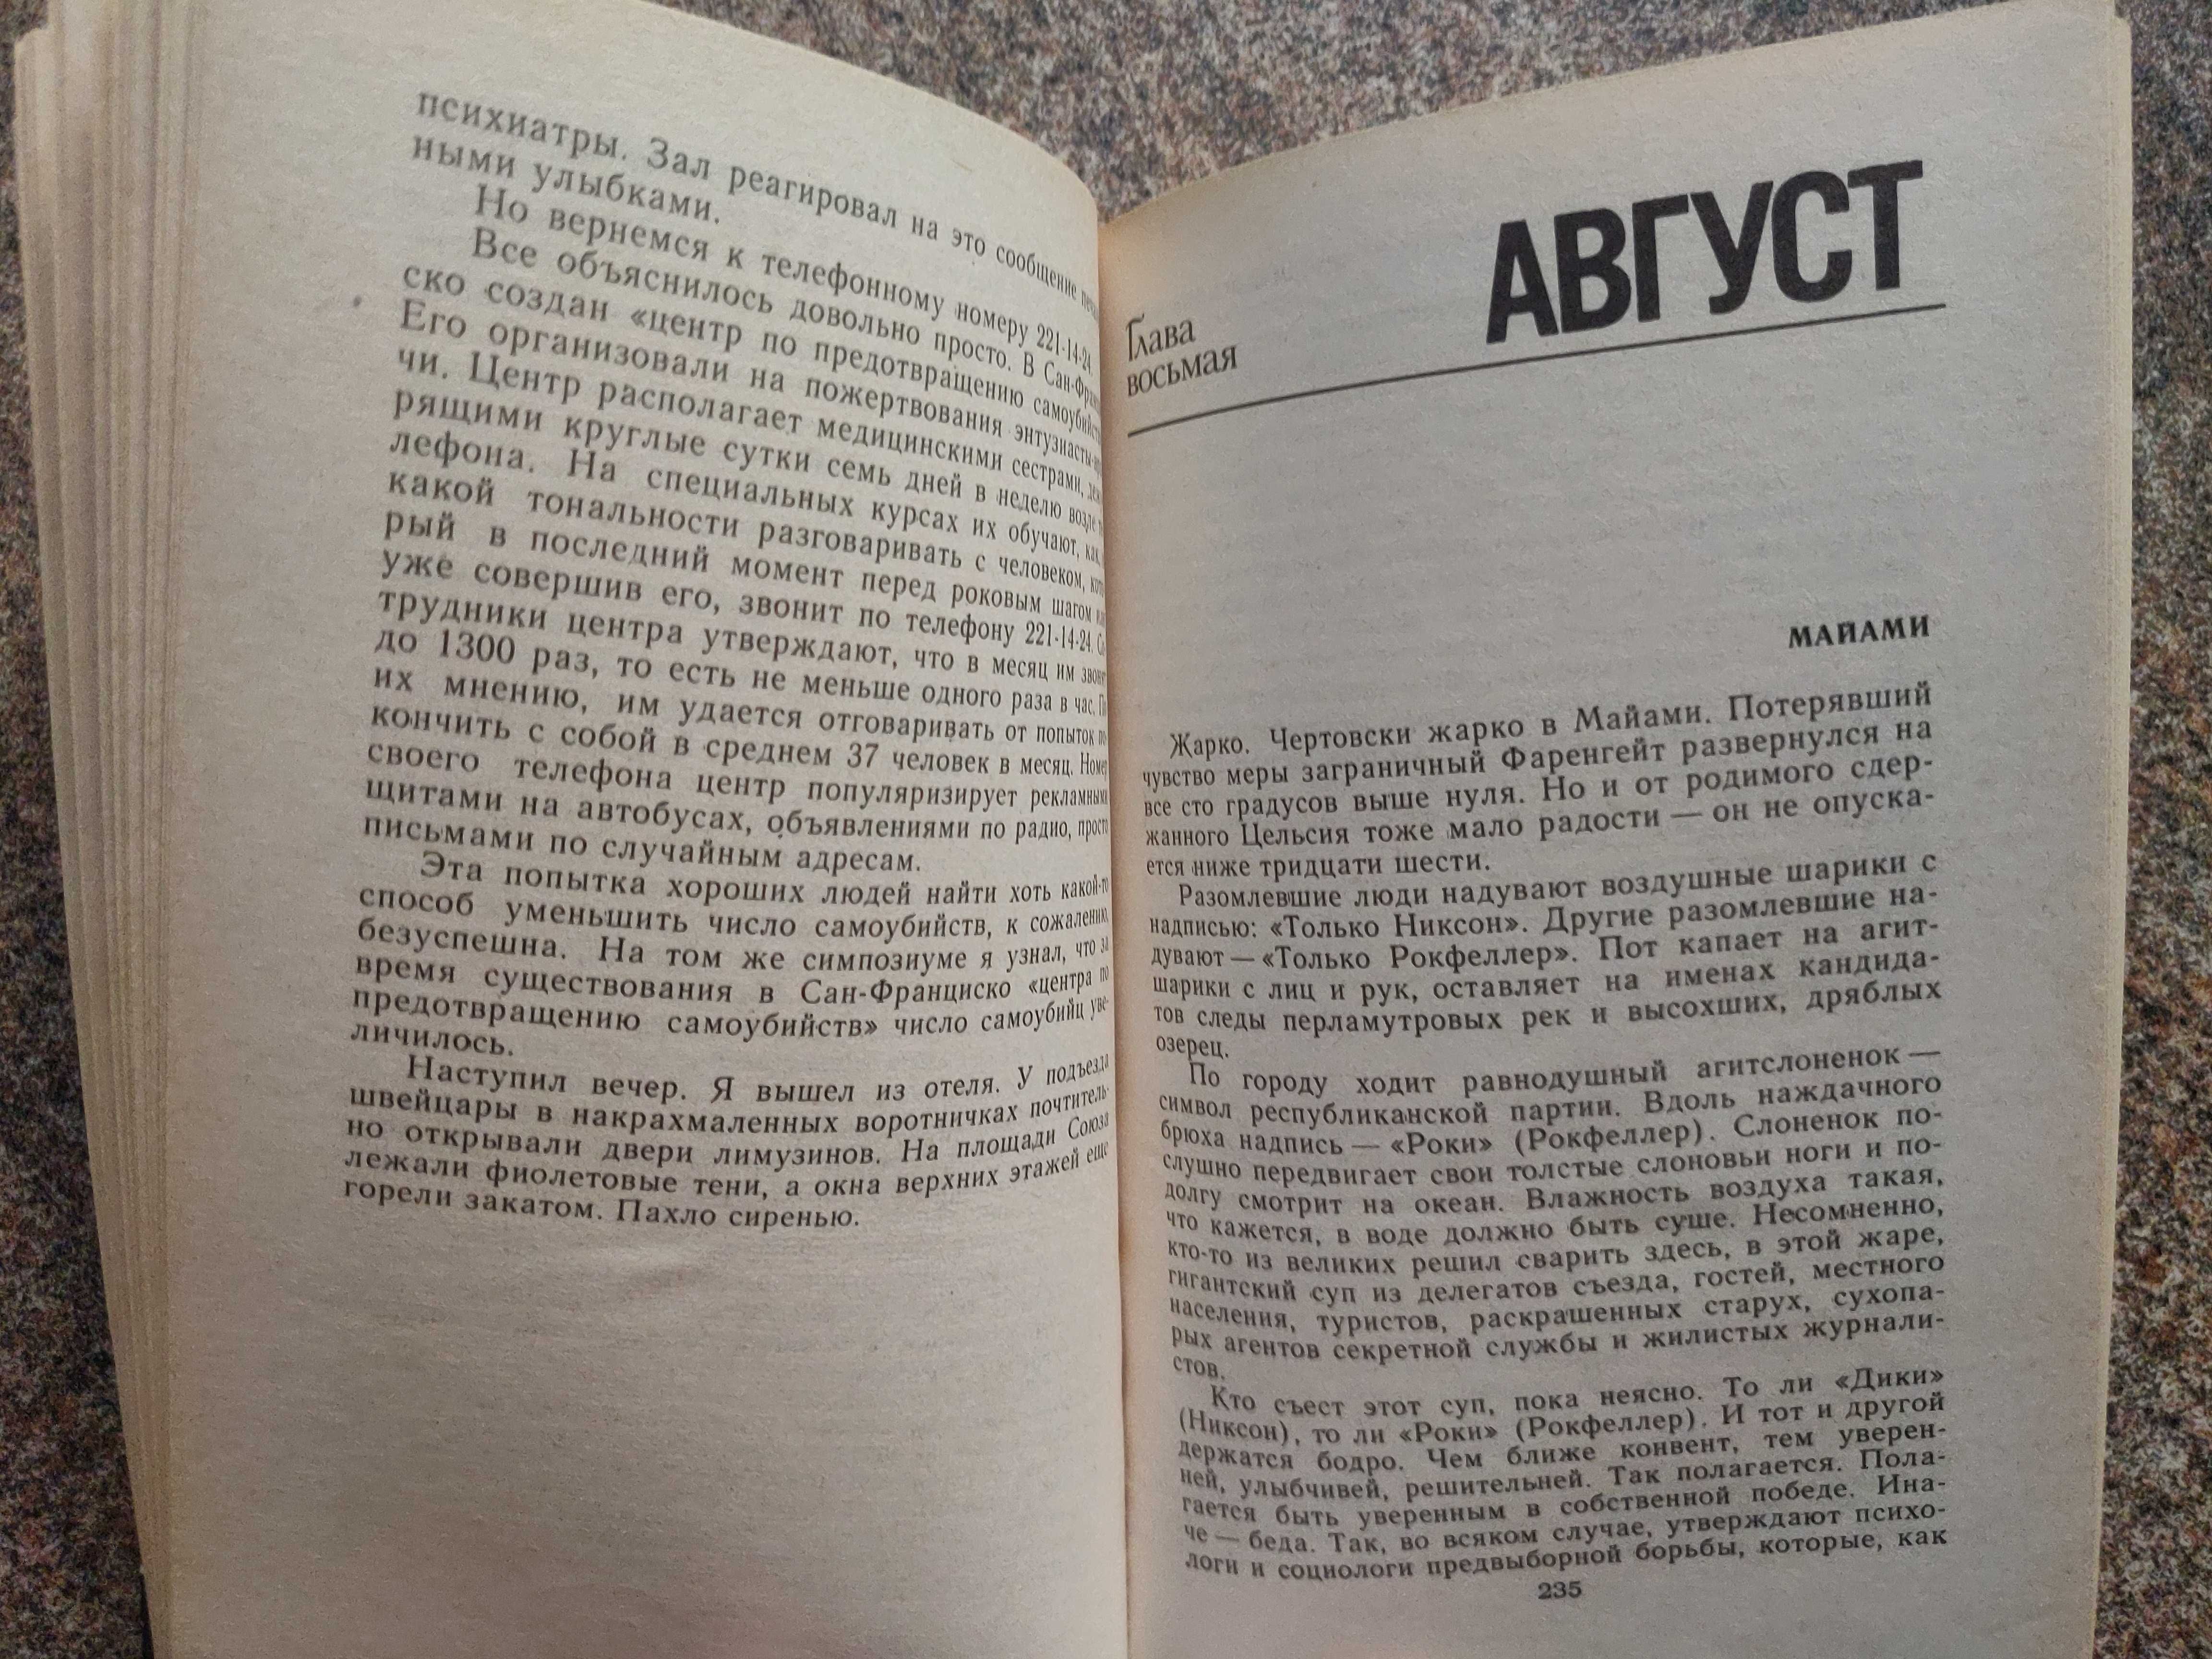 психиатры. Зал реагировал на это сообщение
ными улыбками.
Но вернемся к телефонному номеру 221-14-24.
Все объяснилось довольно просто. В Сан-Франци
ско создан «центр по предотвращению самоубийств».
Его организовали на пожертвования энтузиасты-
чи. Центр располагает медицинскими сестрами, дежу
рящими круглые сутки семь дней в неделю возле
лефона. На специальных курсах их обучают, как,
какой тональности разговаривать с человеком, кото
рый в последний момент перед роковым шагом или,
уже совершив его, звонит по телефону 221-14-24. Со
трудники центра утверждают, что в месяц им звонят
до 1300 раз, то есть не меньше одного раза в час. По
их мнению, им удается отговаривать от попыток по
кончить с собой в среднем 37 человек в месяц. Номер
своего телефона центр популяризирует рекламными
щитами на автобусах, объявлениями по радио, просто
письмами по случайным адресам.
Эта попытка хороших людей найти хоть какой-то
способ уменьшить число самоубийств, к сожалению,
безуспешна. На том же симпозиуме я узнал, что за
время существования в Сан-Франциско «центра по
предотвращению самоубийств» число самоубийц уве-
личилось.
Наступил вечер. Я вышел из отеля. У подъезда
швейцары в накрахмаленных воротничках почтитель-
но открывали двери лимузинов. На площади Союза
лежали фиолетовые тени, а окна верхних этажей еще
горели закатом. Пахло сиренью.
Глава
восьмая
АВГУСТ
МАЙАМИ
Жарко. Чертовски жарко в Майами. Потерявший
чувство меры заграничный Фаренгейт развернулся на
все сто градусов выше нуля. Но и от родимого сдер-
жанного Цельсия тоже мало радости — он не опуска-
ется ниже тридцати шести.
Разомлевшие люди надувают воздушные шарики с
надписью: «Только Никсон». Другие разомлевшие на-
дувают — «Только Рокфеллер». Пот капает на агит-
шарики с лиц и рук, оставляет на именах кандида-
тов следы перламутровых рек и высохших, дряблых
озерец.
По городу ходит равнодушный агитслоненок —
символ республиканской партии. Вдоль наждачного
брюха надпись — «Роки» (Рокфеллер). Слоненок по-
слушно передвигает свои толстые слоновьи ноги и по-
долгу смотрит на океан. Влажность воздуха такая,
что кажется, в воде должно быть суше. Несомненно,
кто-то из великих решил сварить здесь, в этой жаре,
гигантский суп из делегатов съезда, гостей, местного
населения, туристов, раскрашенных старух, сухопа-
рых агентов секретной службы и жилистых журнали-
стов.
Кто съест этот суп, пока неясно. То ли «Дики»
(Никсон), то ли «Роки» (Рокфеллер). И тот и другой
держатся бодро. Чем ближе конвент, тем уверен-
ней, улыбчивей, решительней. Так полагается. Пола-
гается быть уверенным в собственной победе. Ина-
че — беда. Так, во всяком случае, утверждают психо-
логи и социологи предвыборной борьбы, которые, как
235